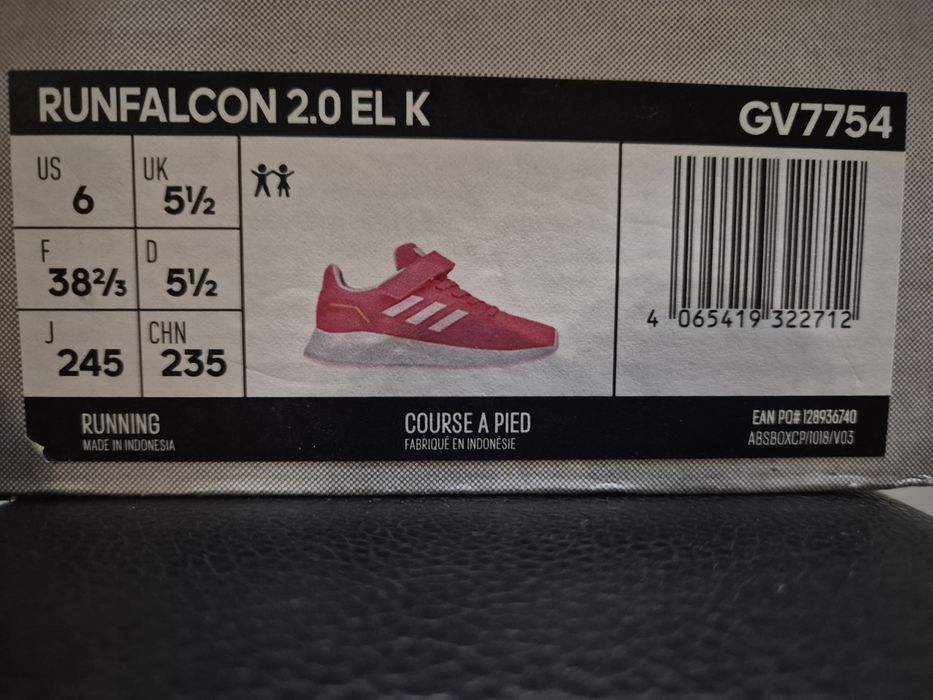 RUNFALCON 2.0 EL K
GV7754
US
6
UK
5½
F
38⅔
D
5½
J
245
CHN
235
4 065419 322712
RUNNING
MADE IN INDONESIA
COURSE A PIED
FABRIQUÉ EN INDONÉSIE
EAN PO# 128936740
ABSBOXCP/1018/V03